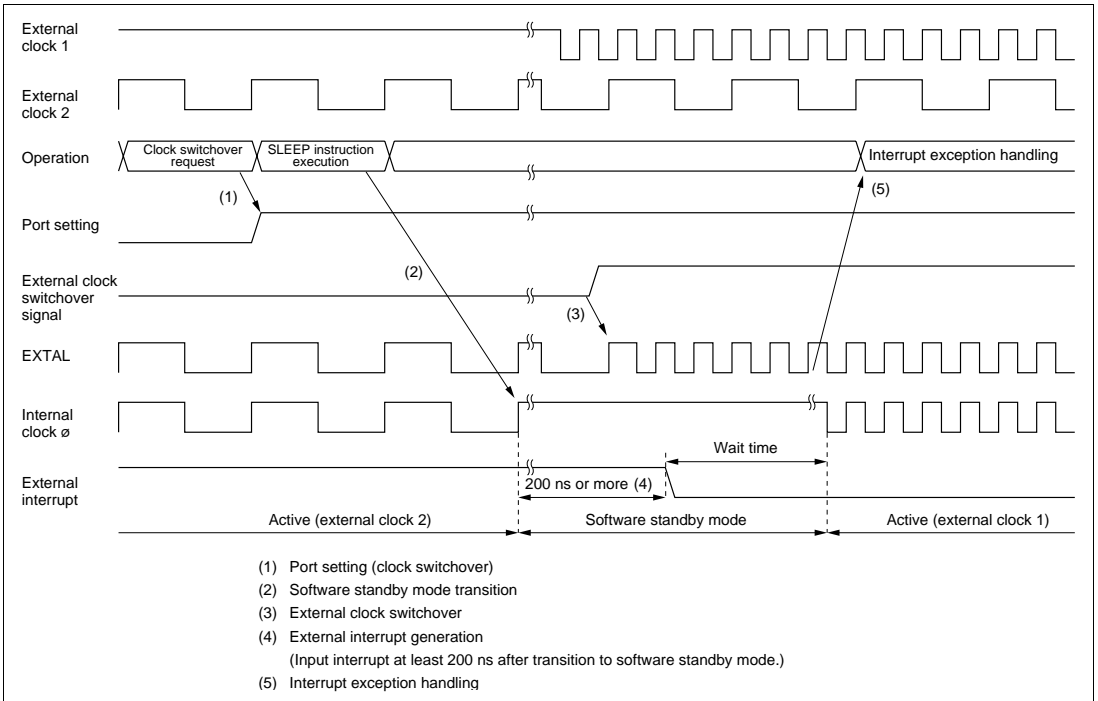 External
clock 1
External
clock 2
Operation
Clock switchover
request
SLEEP instruction
execution
Interrupt exception handling
(1)
(5)
Port setting
(2)
External clock
switchover
signal
(3)
EXTAL
Internal
clock ø
Wait time
External
interrupt
200 ns or more (4)
Active (external clock 2)
Software standby mode
Active (external clock 1)
(1) Port setting (clock switchover)
(2) Software standby mode transition
(3) External clock switchover
(4) External interrupt generation
(Input interrupt at least 200 ns after transition to software standby mode.)
(5) Interrupt exception handling